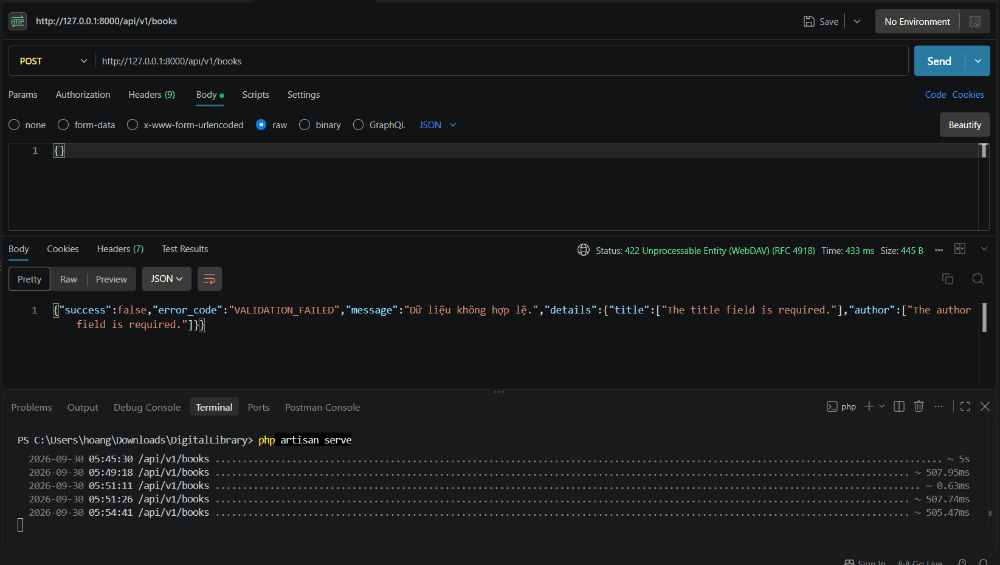 HTTP http://127.0.0.1:8000/api/v1/books Save No Environment
POST http://127.0.0.1:8000/api/v1/books Send
Params Authorization Headers (9) Body Scripts Settings Code Cookies
none form-data x-www-form-urlencoded raw binary GraphQL JSON Beautify
1 {}
Body Cookies Headers (7) Test Results Status: 422 Unprocessable Entity (WebDAV) (RFC 4918) Time: 433 ms Size: 445 B
Pretty Raw Preview JSON
1 {"success":false,"error_code":"VALIDATION_FAILED","message":"Dữ liệu không hợp lệ.","details":{"title":["The title field is required."],"author":["The author
field is required."]}}
Problems Output Debug Console Terminal Ports Postman Console php
PS C:\Users\hoang\Downloads\DigitalLibrary> php artisan serve
2026-09-30 05:45:30 /api/v1/books ........ ~ 5s
2026-09-30 05:49:18 /api/v1/books ........ ~ 507.95ms
2026-09-30 05:51:11 /api/v1/books ........ ~ 0.63ms
2026-09-30 05:51:26 /api/v1/books ........ ~ 507.74ms
2026-09-30 05:54:41 /api/v1/books ........ ~ 505.47ms
Sign In Go Live